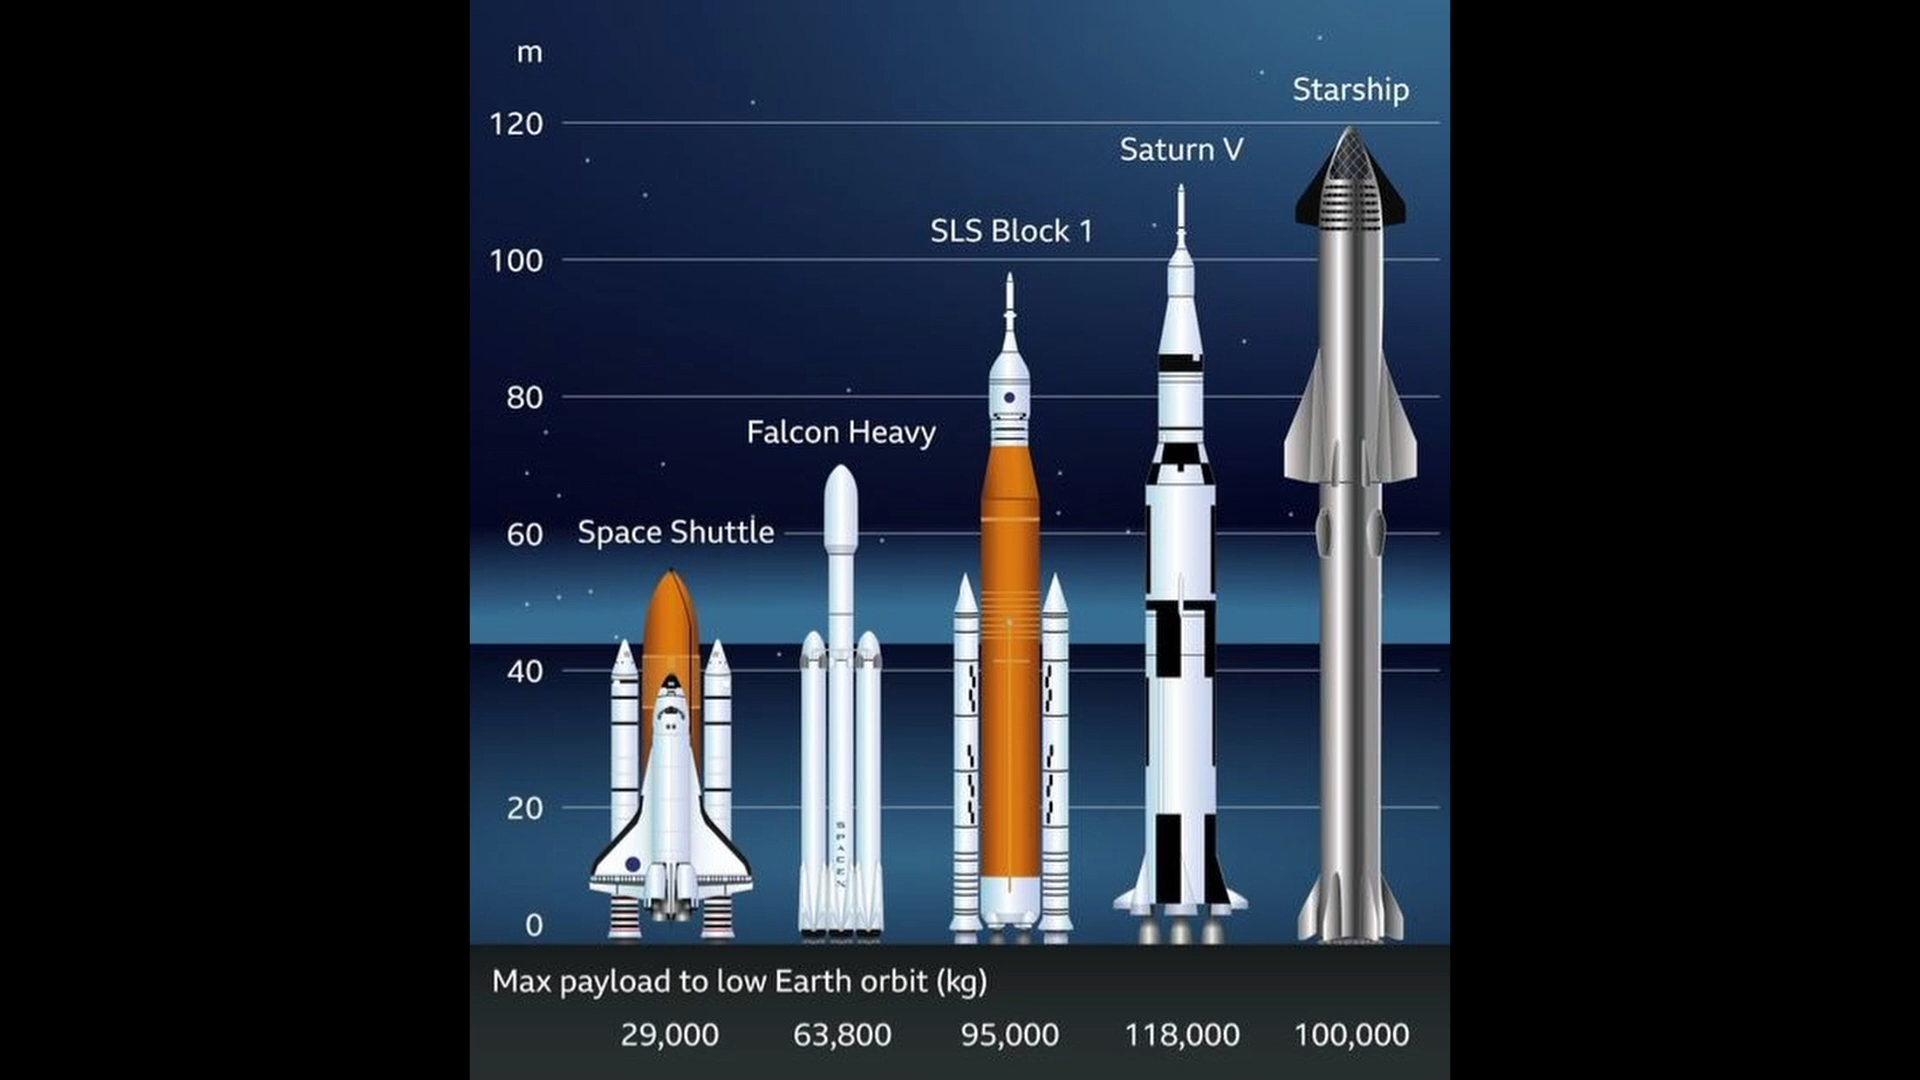 m
Starship
120
Saturn V
SLS Block 1
100
80
Falcon Heavy
60
Space Shuttle
40
20
SPACEX
0
Max payload to low Earth orbit (kg)
29,000 63,800 95,000 118,000 100,000